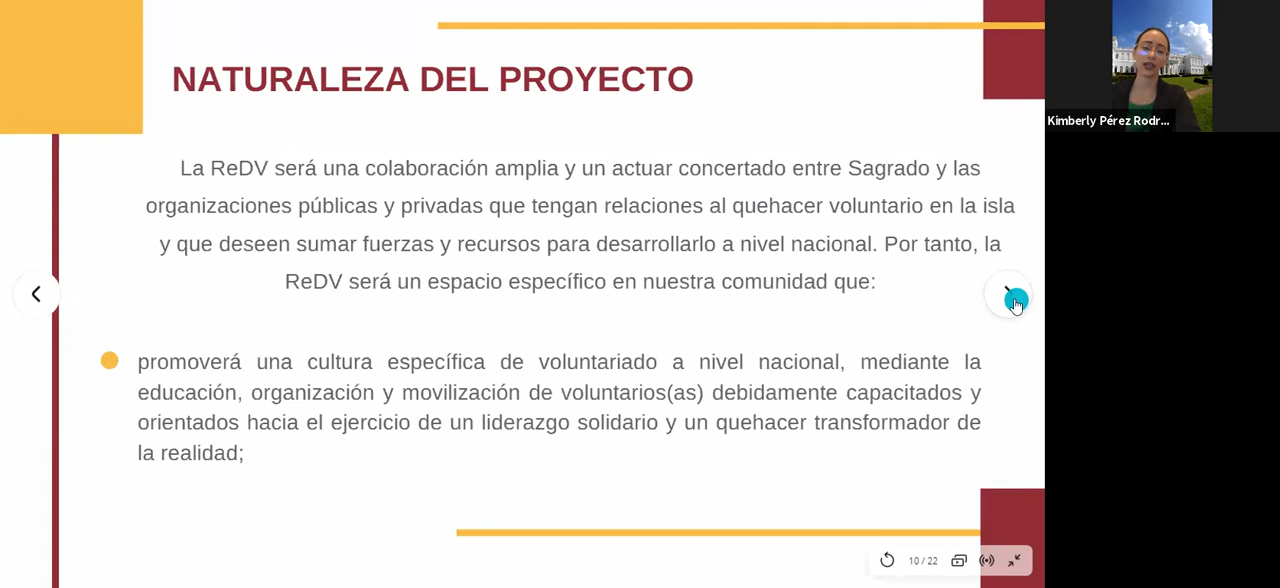 NATURALEZA DEL PROYECTO
La ReDV será una colaboración amplia y un actuar concertado entre Sagrado y las
organizaciones públicas y privadas que tengan relaciones al quehacer voluntario en la isla
y que deseen sumar fuerzas y recursos para desarrollarlo a nivel nacional. Por tanto, la
ReDV será un espacio específico en nuestra comunidad que:
promoverá una cultura específica de voluntariado a nivel nacional, mediante la
educación, organización y movilización de voluntarios(as) debidamente capacitados y
orientados hacia el ejercicio de un liderazgo solidario y un quehacer transformador de
la realidad;
10 / 22
Kimberly Pérez Rodr...